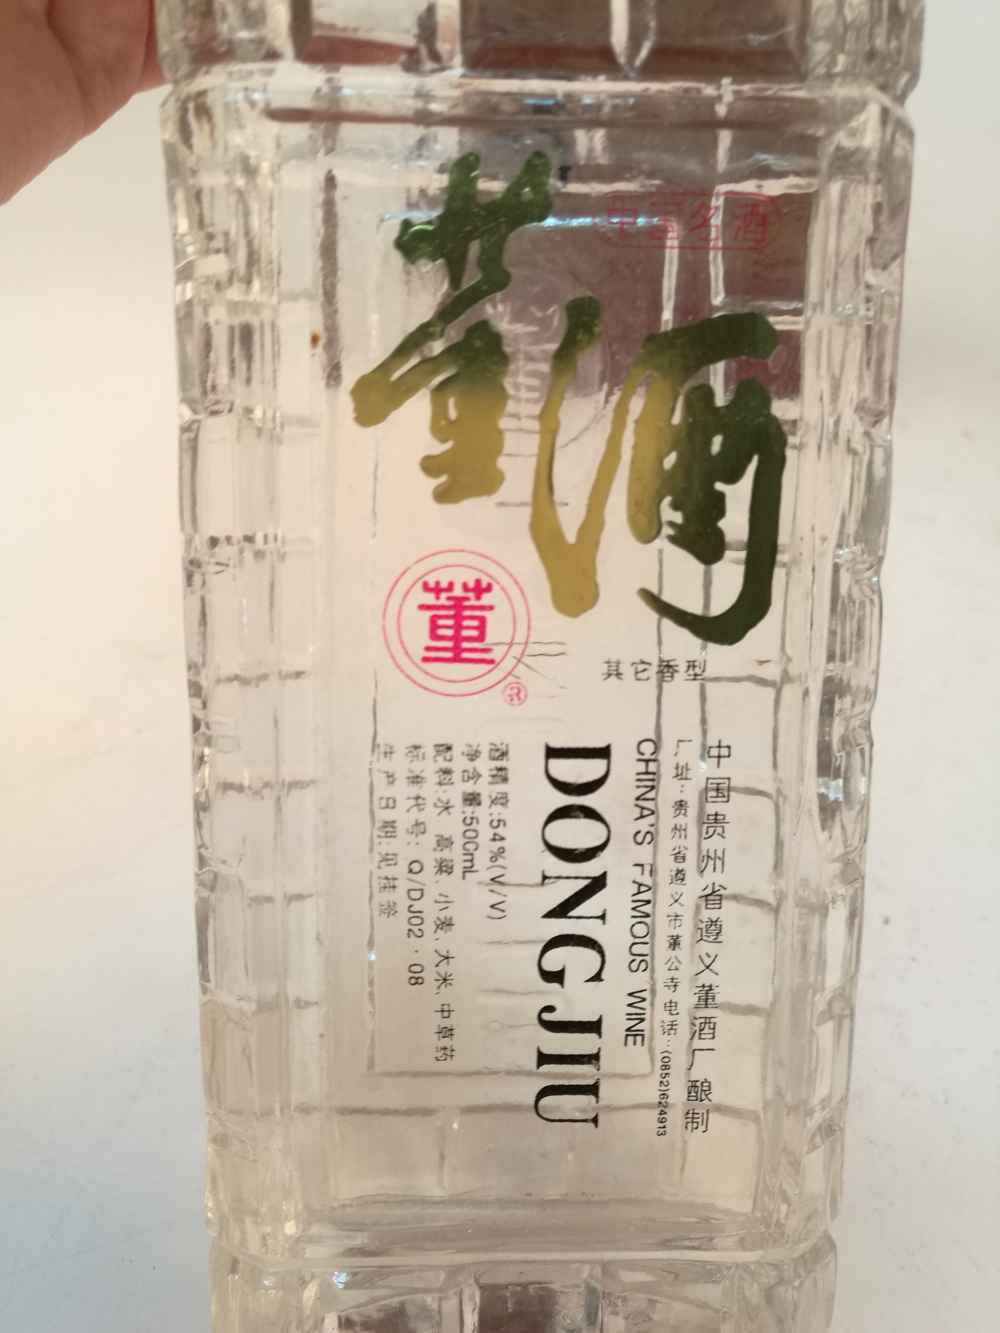 中国名酒
董酒
董
®
其它香型
中国贵州省遵义董酒厂酿制
厂址:贵州省遵义市董公寺 电话:(0852)624913
CHINA'S FAMOUS WINE
DONG JIU
酒精度:54%(V/V)
净含量:500mL
配料:水、高粱、小麦、大米、中草药
标准代号: Q/DJ02·08
生产日期:见挂签